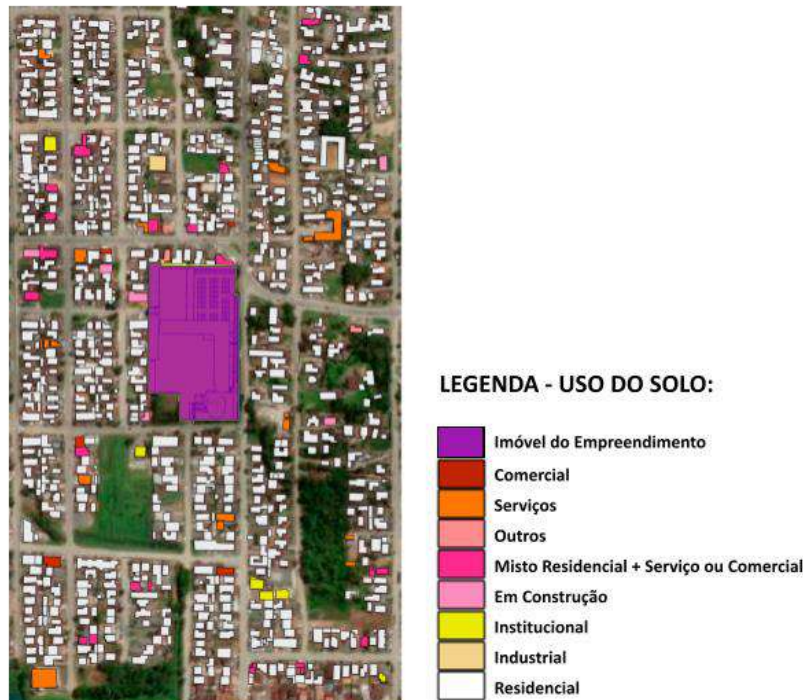 LEGENDA - USO DO SOLO:
Imóvel do Empreendimento
Comercial
Serviços
Outros
Misto Residencial + Serviço ou Comercial
Em Construção
Institucional
Industrial
Residencial